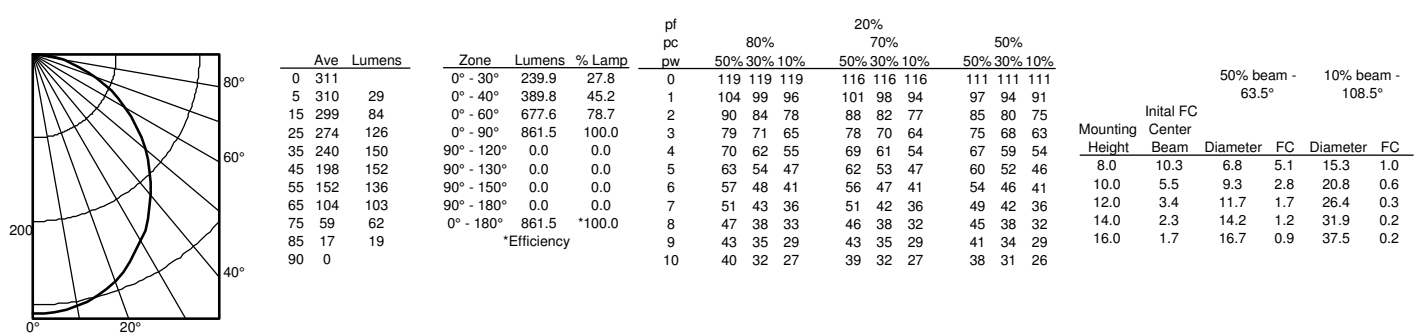 80°
60°
40°
200
0° 20°
Ave Lumens
0 311
5 310 29
15 299 84
25 274 126
35 240 150
45 198 152
55 152 136
65 104 103
75 59 62
85 17 19
90 0
Zone Lumens % Lamp
0° - 30° 239.9 27.8
0° - 40° 389.8 45.2
0° - 60° 677.6 78.7
0° - 90° 861.5 100.0
90° - 120° 0.0 0.0
90° - 130° 0.0 0.0
90° - 150° 0.0 0.0
90° - 180° 0.0 0.0
0° - 180° 861.5 *100.0
*Efficiency
pf 20%
pc 80% 70% 50%
pw 50% 30% 10% 50% 30% 10% 50% 30% 10%
0 119 119 119 116 116 116 111 111 111
1 104 99 96 101 98 94 97 94 91
2 90 84 78 88 82 77 85 80 75
3 79 71 65 78 70 64 75 68 63
4 70 62 55 69 61 54 67 59 54
5 63 54 47 62 53 47 60 52 46
6 57 48 41 56 47 41 54 46 41
7 51 43 36 51 42 36 49 42 36
8 47 38 33 46 38 32 45 38 32
9 43 35 29 43 35 29 41 34 29
10 40 32 27 39 32 27 38 31 26
50% beam - 10% beam -
63.5° 108.5°
Inital FC
Mounting Center
Height Beam Diameter FC Diameter FC
8.0 10.3 6.8 5.1 15.3 1.0
10.0 5.5 9.3 2.8 20.8 0.6
12.0 3.4 11.7 1.7 26.4 0.3
14.0 2.3 14.2 1.2 31.9 0.2
16.0 1.7 16.7 0.9 37.5 0.2